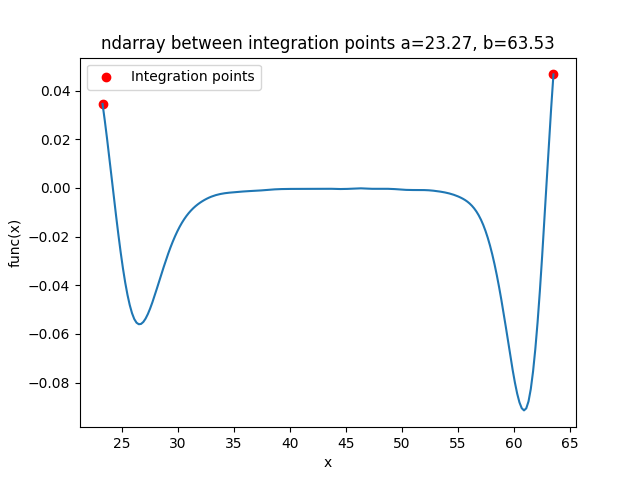 ndarray between integration points a=23.27, b=63.53
Integration points
0.04
0.02
0.00
−0.02
−0.04
−0.06
−0.08
func(x)
25 30 35 40 45 50 55 60 65
x